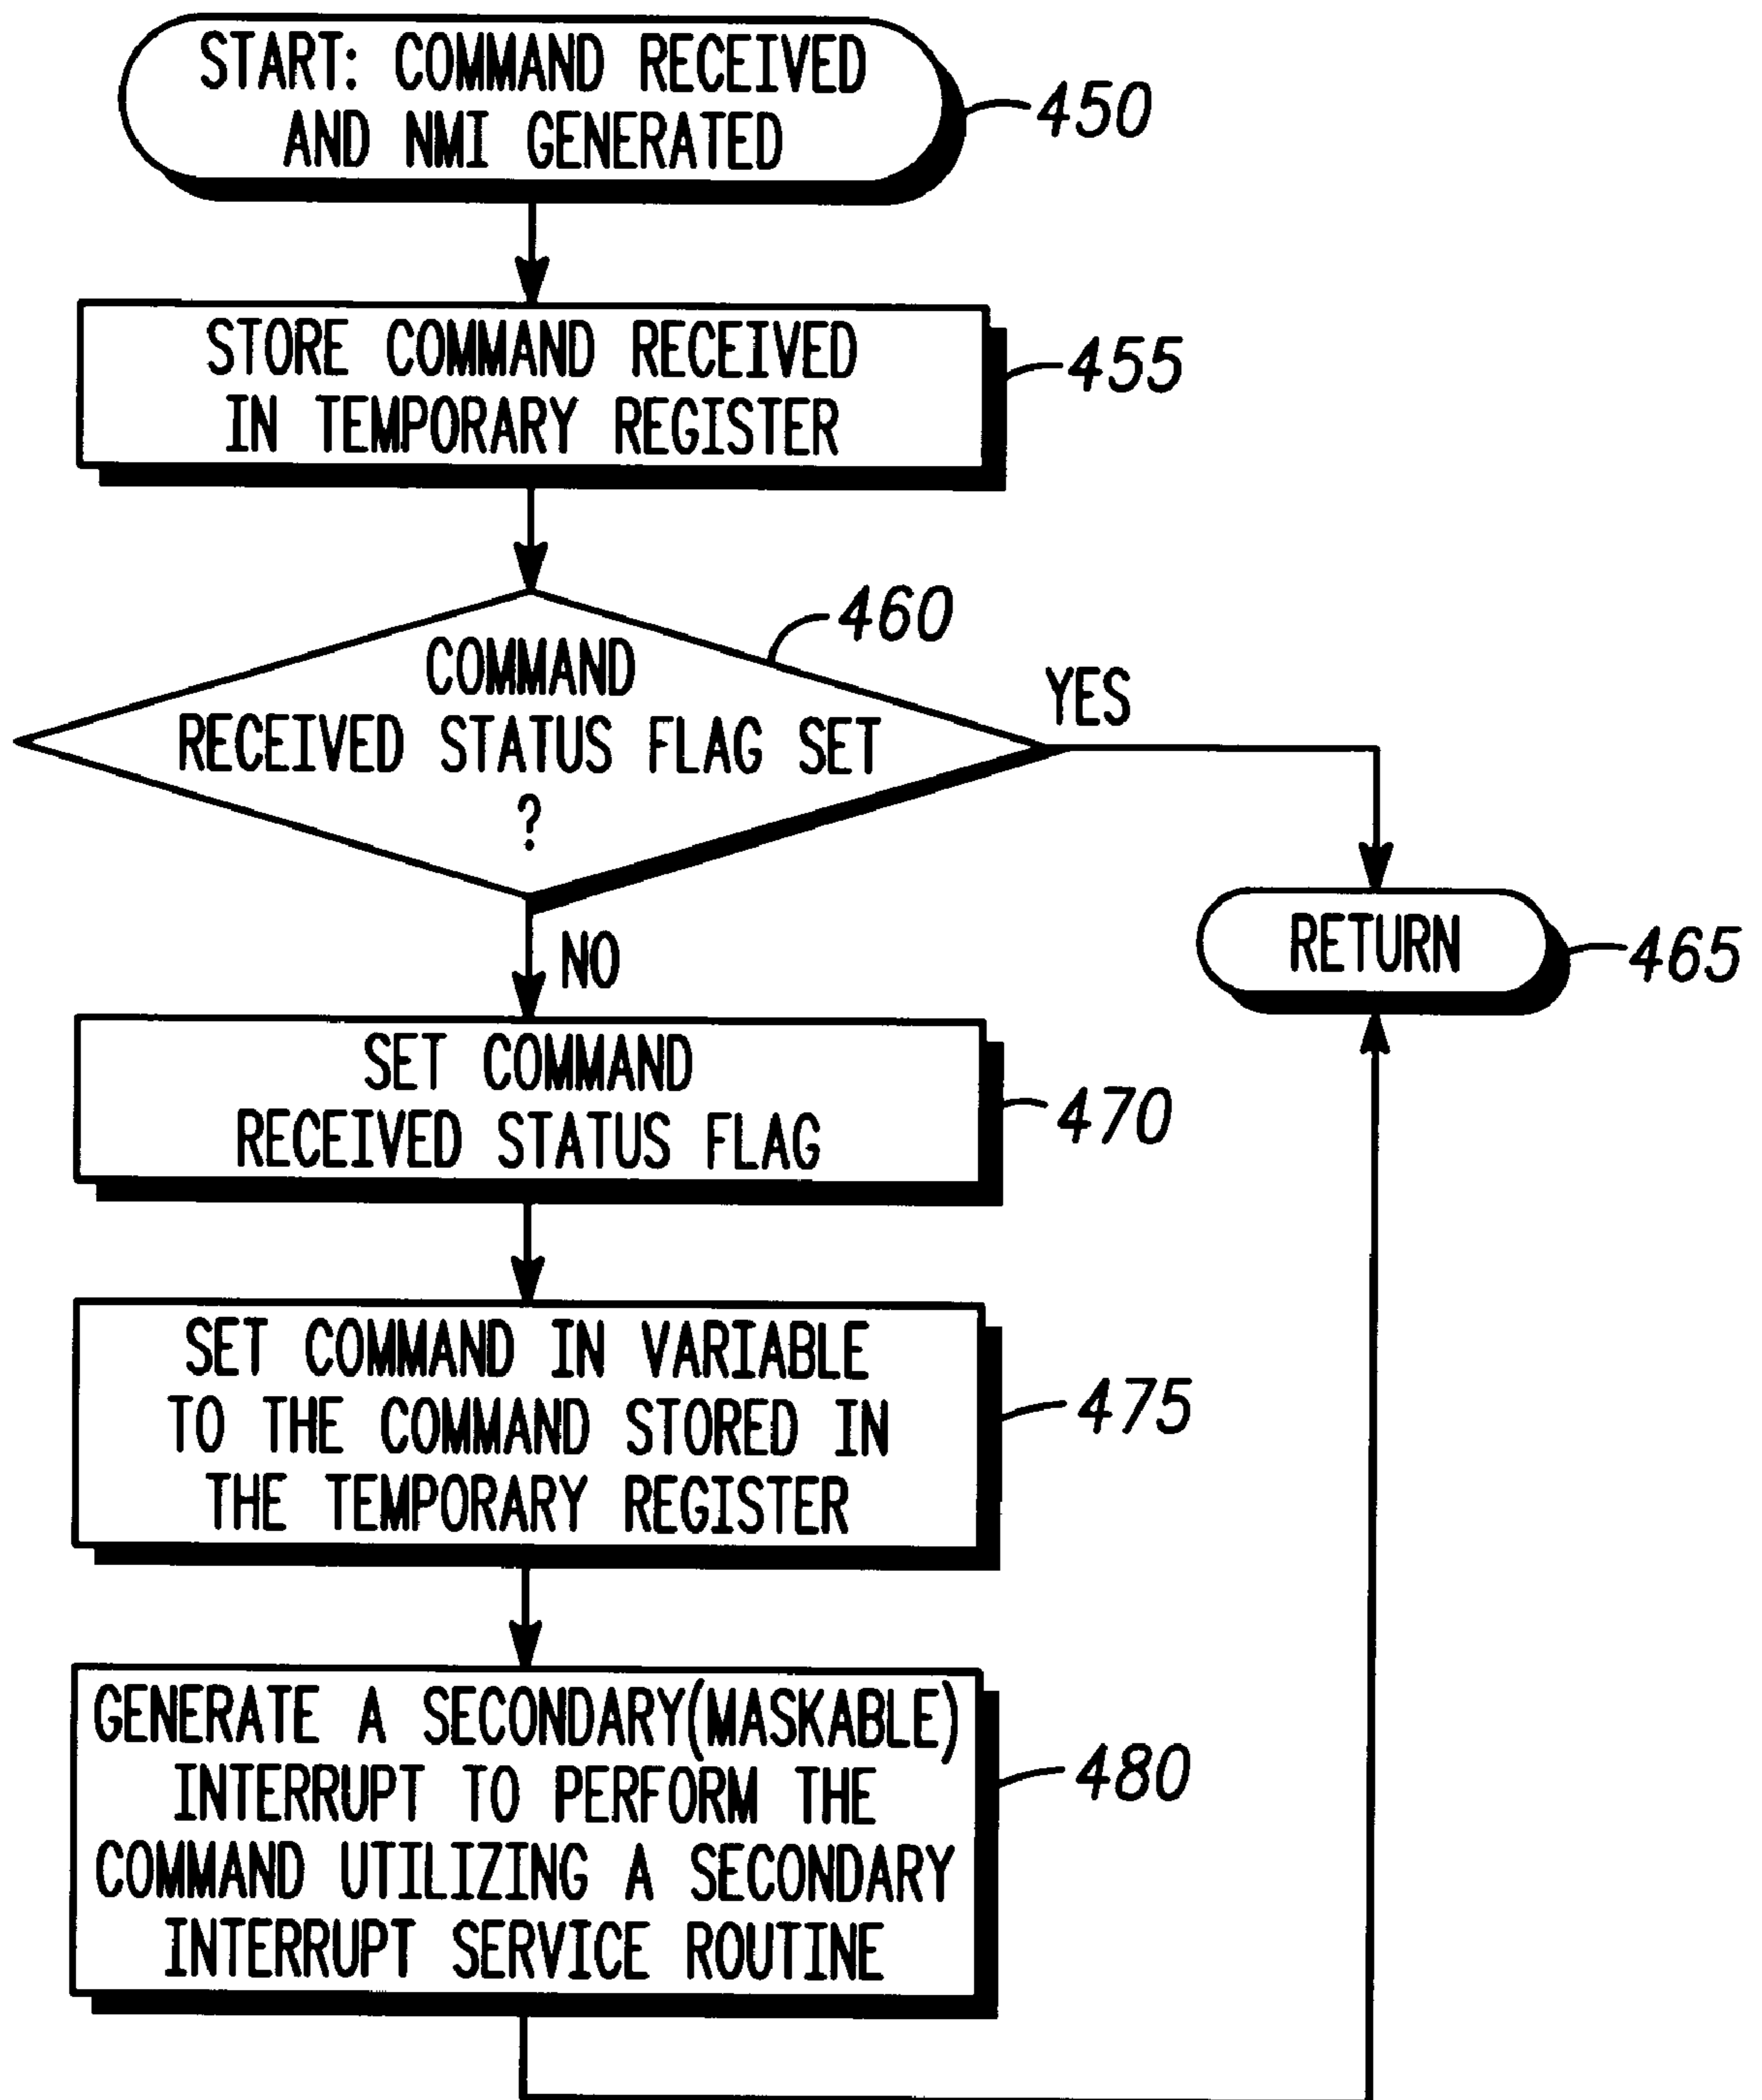 START: COMMAND RECEIVED
AND NMI GENERATED
450
STORE COMMAND RECEIVED
IN TEMPORARY REGISTER
455
460
COMMAND
RECEIVED STATUS FLAG SET
?
YES
NO
RETURN
465
SET COMMAND
RECEIVED STATUS FLAG
470
SET COMMAND IN VARIABLE
TO THE COMMAND STORED IN
THE TEMPORARY REGISTER
475
GENERATE A SECONDARY(MASKABLE)
INTERRUPT TO PERFORM THE
COMMAND UTILIZING A SECONDARY
INTERRUPT SERVICE ROUTINE
480